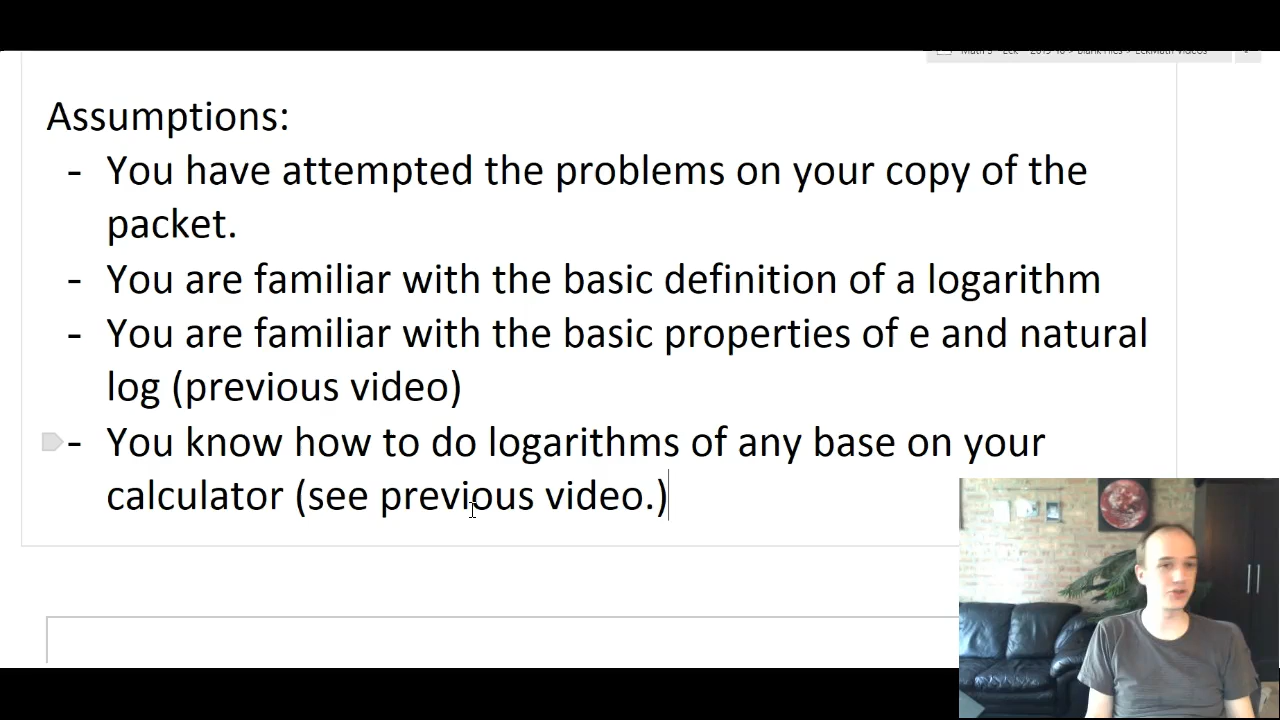 Assumptions:
- You have attempted the problems on your copy of the
packet.
- You are familiar with the basic definition of a logarithm
- You are familiar with the basic properties of e and natural
log (previous video)
- You know how to do logarithms of any base on your
calculator (see previous video.)